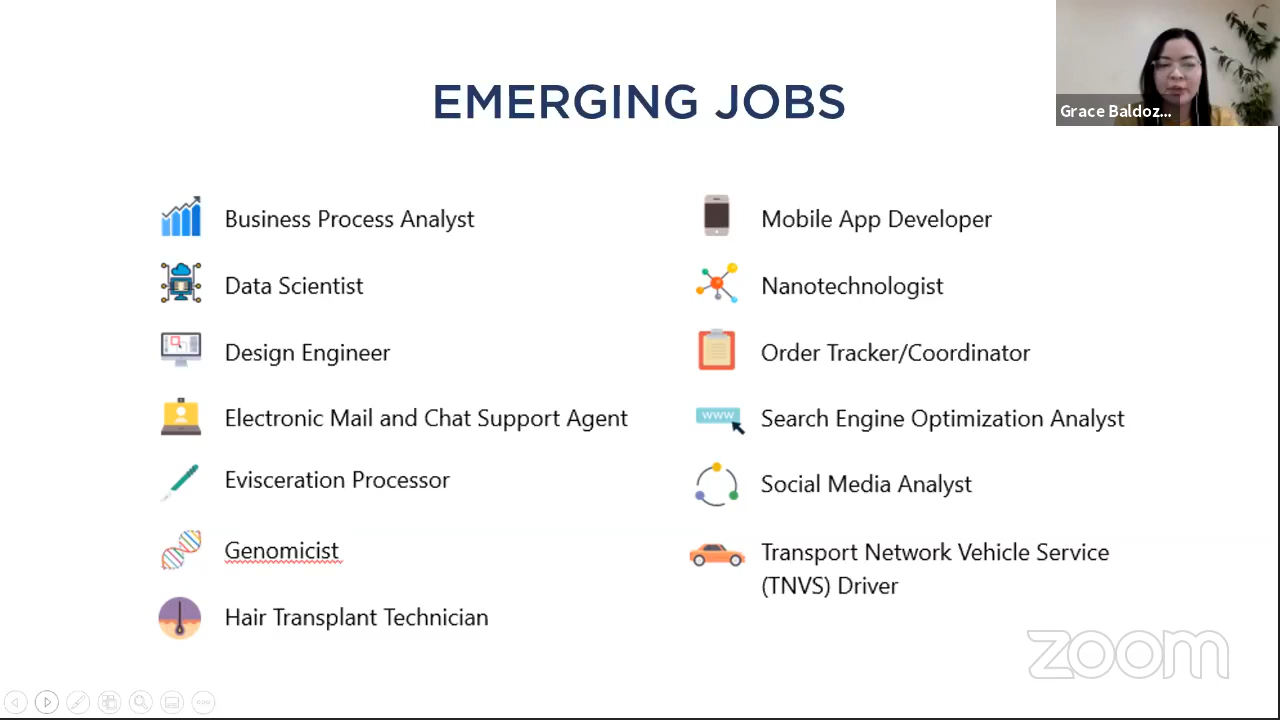 EMERGING JOBS
Grace Baldoz...
Business Process Analyst
Data Scientist
Design Engineer
Electronic Mail and Chat Support Agent
Evisceration Processor
Genomicist
Hair Transplant Technician
Mobile App Developer
Nanotechnologist
Order Tracker/Coordinator
www
Search Engine Optimization Analyst
Social Media Analyst
Transport Network Vehicle Service
(TNVS) Driver
zoom